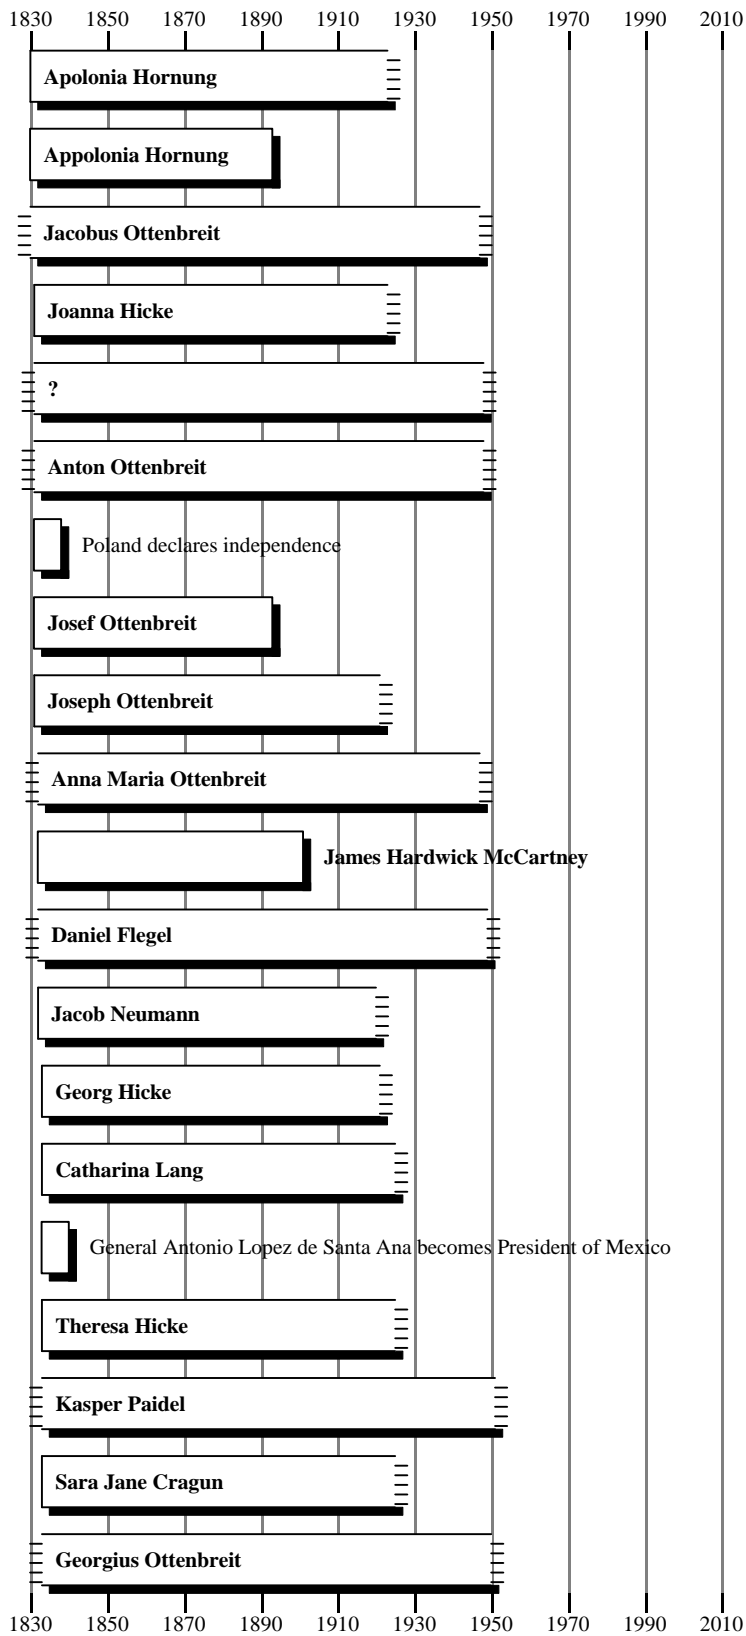 1830 1850 1870 1890 1910 1930 1950 1970 1990 2010
Apolonia Hornung
Appolonia Hornung
Jacobus Ottenbreit
Joanna Hicke
?
Anton Ottenbreit
Poland declares independence
Josef Ottenbreit
Joseph Ottenbreit
Anna Maria Ottenbreit
James Hardwick McCartney
Daniel Flegel
Jacob Neumann
Georg Hicke
Catharina Lang
General Antonio Lopez de Santa Ana becomes President of Mexico
Theresa Hicke
Kasper Paidel
Sara Jane Cragun
Georgius Ottenbreit
1830 1850 1870 1890 1910 1930 1950 1970 1990 2010